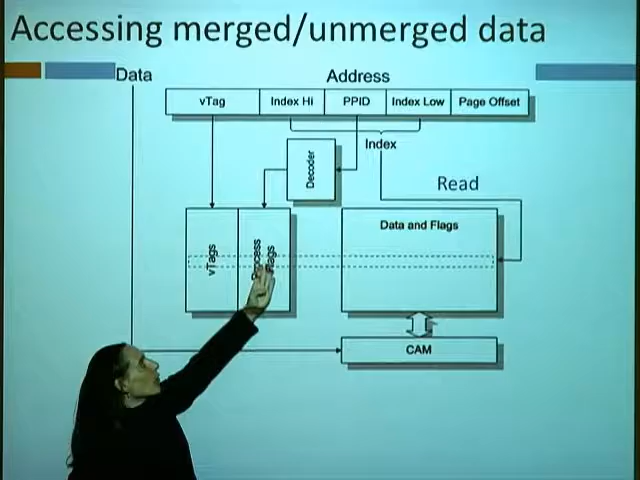 Accessing merged/unmerged data
Data
Address
vTag
Index Hi
PPID
Index Low
Page Offset
Index
Decoder
Read
vTags
Process
Flags
Data and Flags
CAM